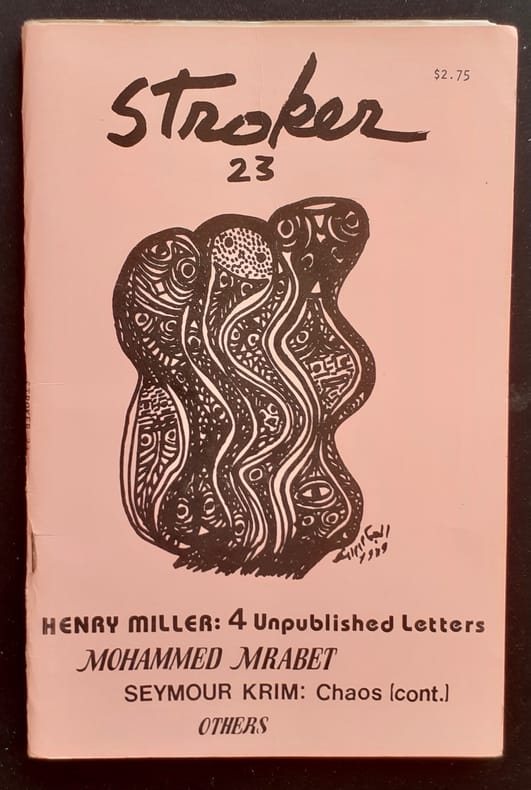 $2.75
Stroker
23
HENRY MILLER: 4 Unpublished Letters
MOHAMMED MRABET
SEYMOUR KRIM: Chaos (cont.)
OTHERS